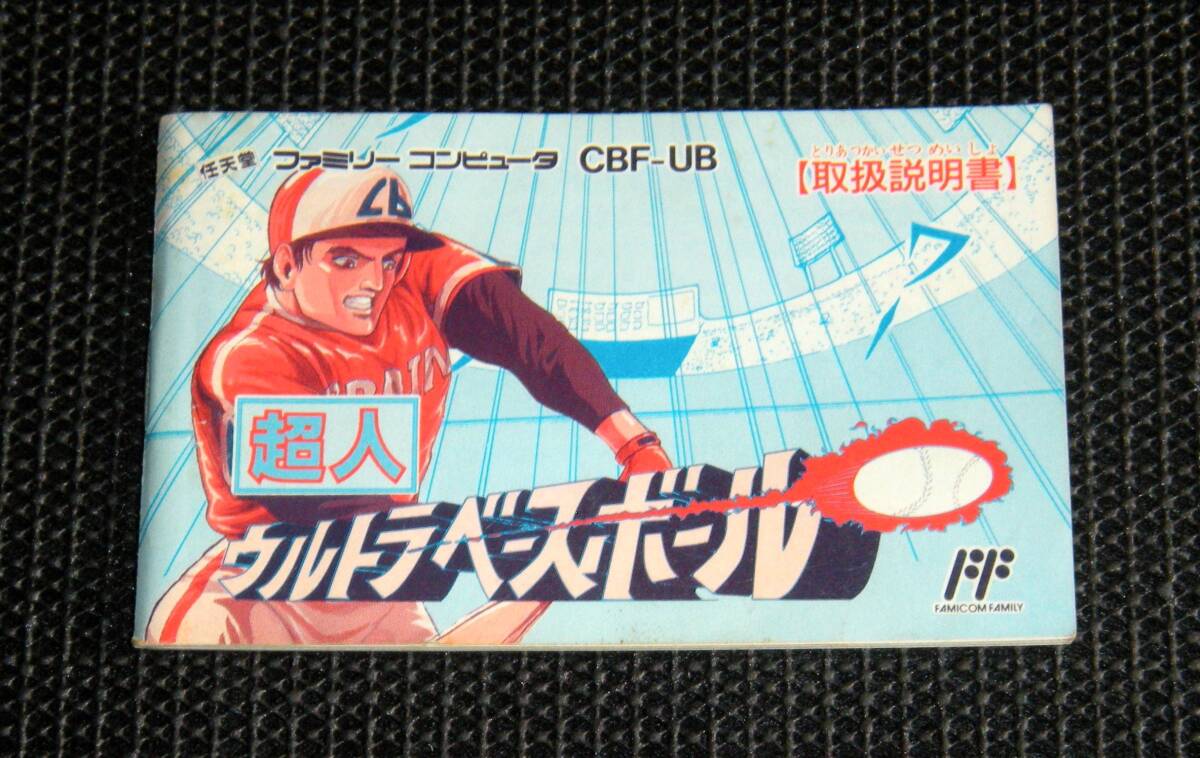 任天堂 ファミリーコンピュータ CBF-UB
とりあつかいせつめいしょ
【取扱説明書】
CB
超人
ウルトラベースボール
FF
FAMICOM FAMILY